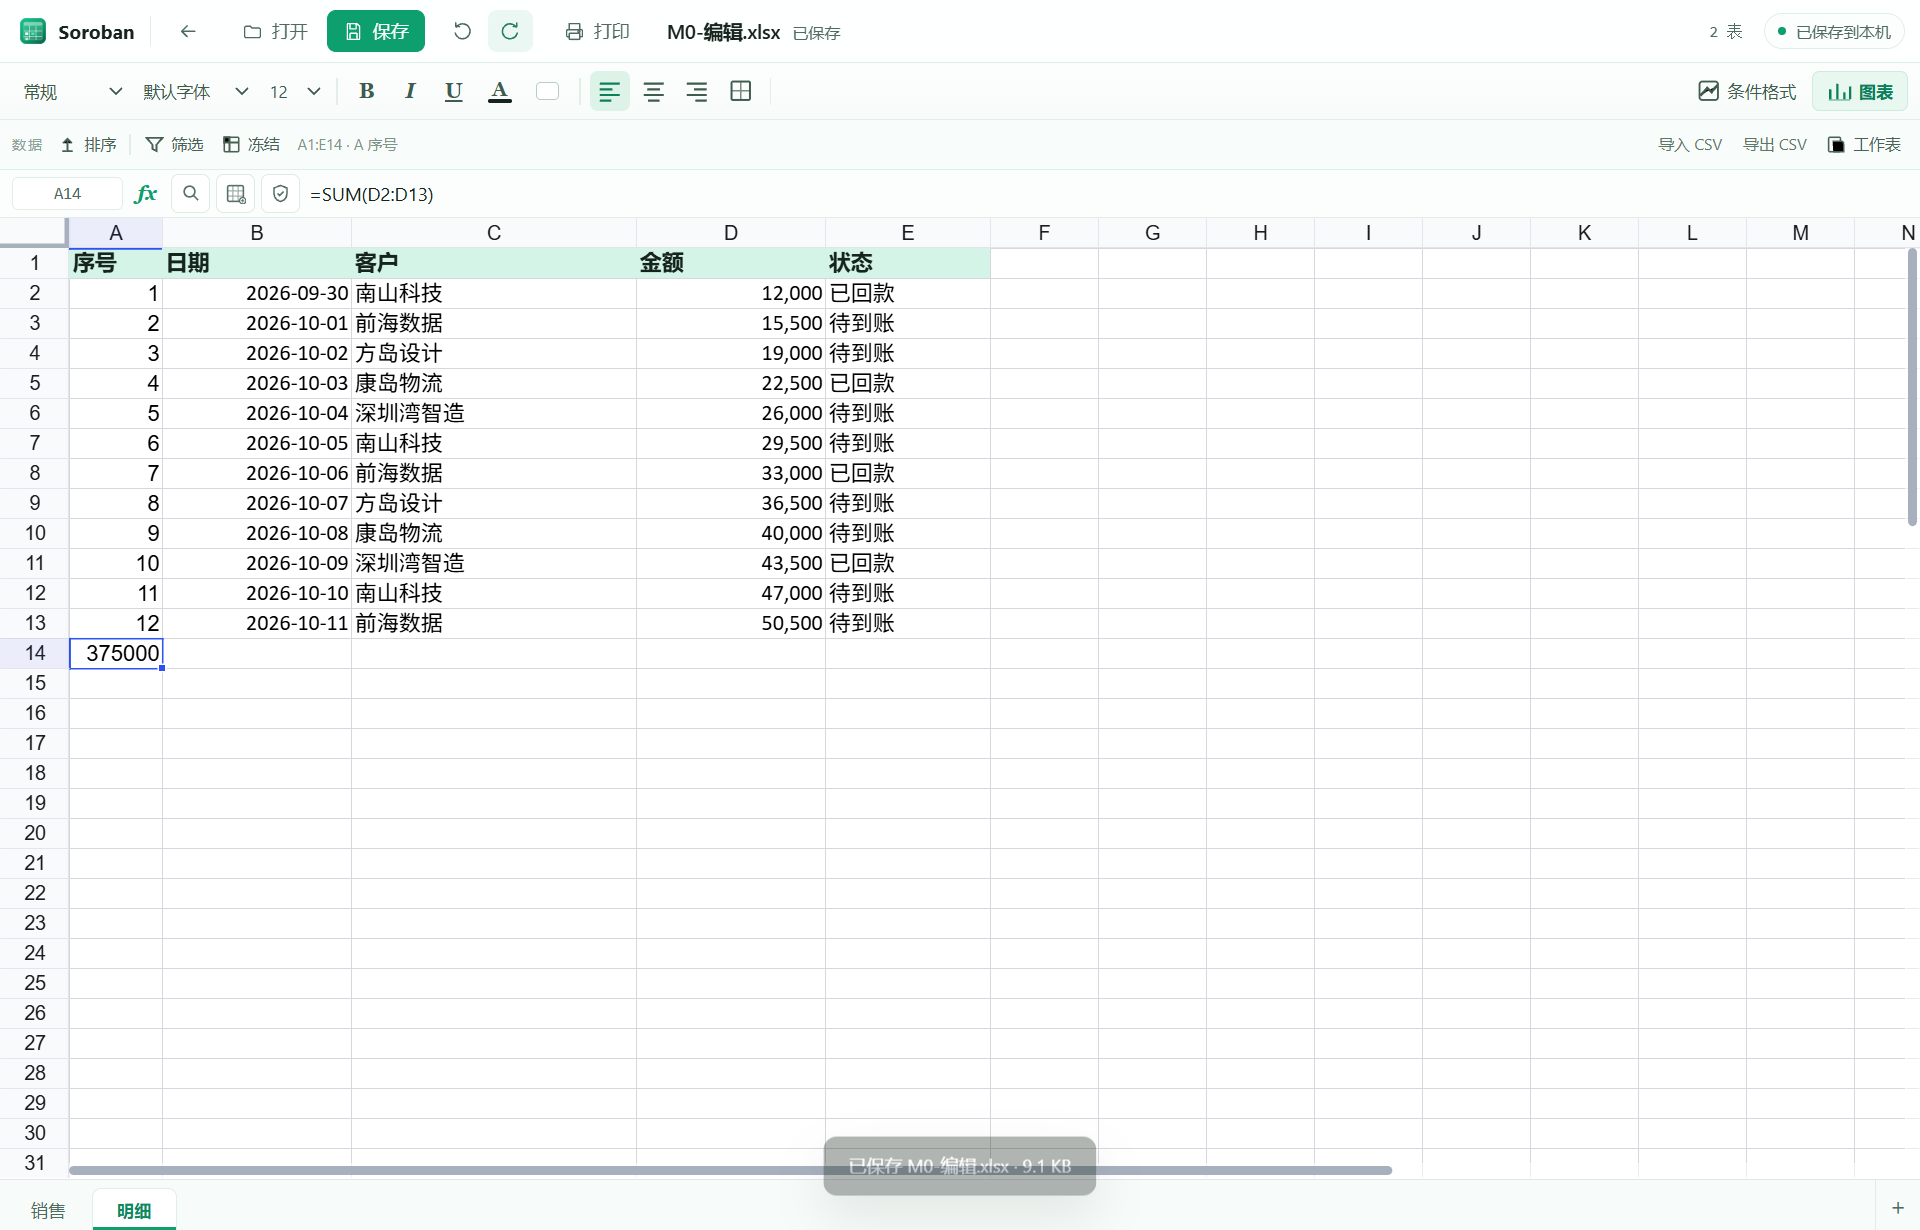 Soroban 打开 保存 打印 M0-编辑.xlsx 已保存 2 表 已保存到本机
常规 默认字体 12 B I U A 条件格式 图表
数据 排序 筛选 冻结 A1:E14 · A 序号 导入 CSV 导出 CSV 工作表
A14 fx =SUM(D2:D13)
A B C D E F G H I J K L M N
1 序号 日期 客户 金额 状态
2 1 2026-09-30 南山科技 12,000 已回款
3 2 2026-10-01 前海数据 15,500 待到账
4 3 2026-10-02 方岛设计 19,000 待到账
5 4 2026-10-03 康岛物流 22,500 已回款
6 5 2026-10-04 深圳湾智造 26,000 待到账
7 6 2026-10-05 南山科技 29,500 待到账
8 7 2026-10-06 前海数据 33,000 已回款
9 8 2026-10-07 方岛设计 36,500 待到账
10 9 2026-10-08 康岛物流 40,000 待到账
11 10 2026-10-09 深圳湾智造 43,500 已回款
12 11 2026-10-10 南山科技 47,000 待到账
13 12 2026-10-11 前海数据 50,500 待到账
14 375000
15
16
17
18
19
20
21
22
23
24
25
26
27
28
29
30
31
已保存 M0-编辑.xlsx · 9.1 KB
销售 明细 +